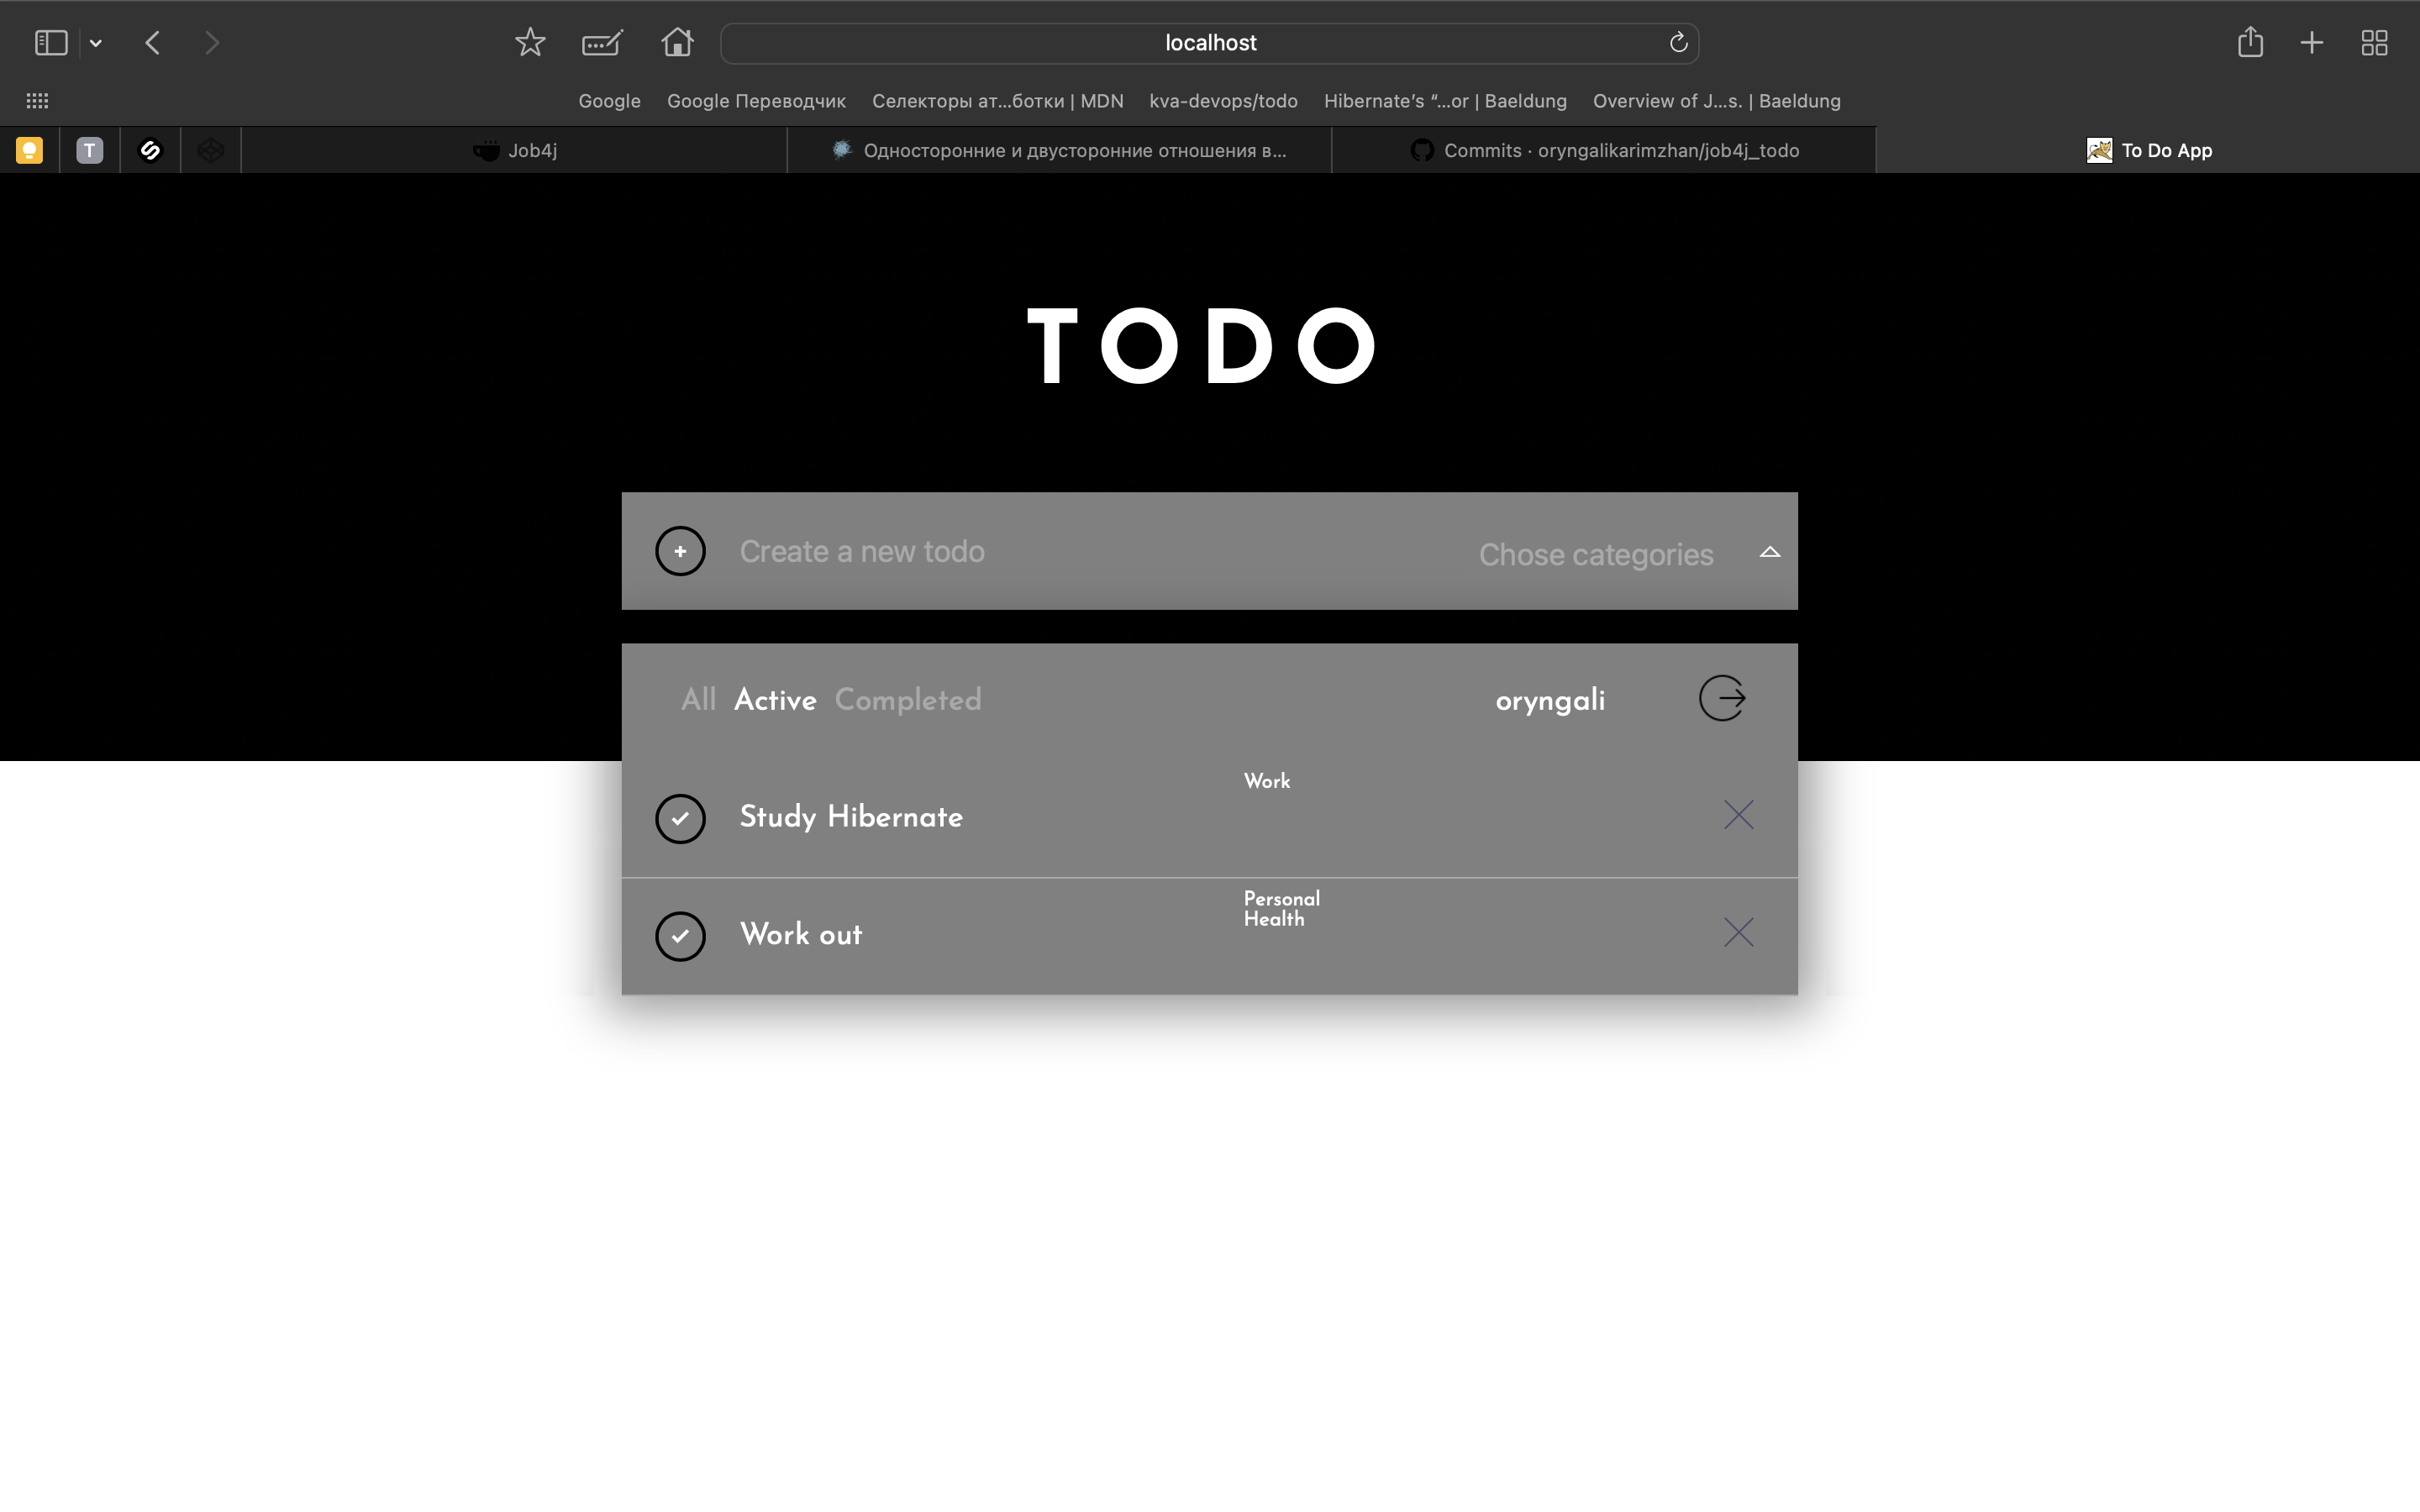 localhost
Google Google Переводчик Селекторы ат...ботки | MDN kva-devops/todo Hibernate’s “...or | Baeldung Overview of J...s. | Baeldung
T Job4j Односторонние и двусторонние отношения в... Commits · oryngalikarimzhan/job4j_todo To Do App
TODO
Create a new todo Chose categories
All Active Completed oryngali
Work
Study Hibernate
Personal
Health
Work out